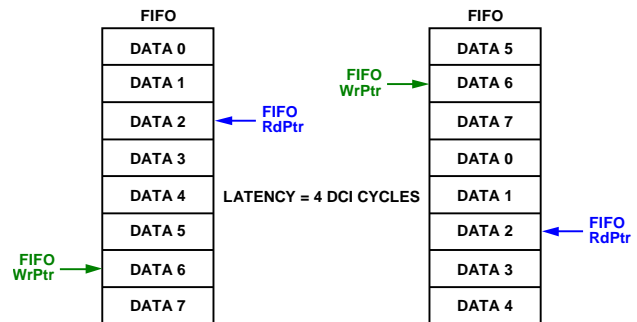 FIFO
DATA 0
DATA 1
DATA 2
DATA 3
DATA 4
DATA 5
DATA 6
DATA 7
FIFO
RdPtr
FIFO
WrPtr
LATENCY = 4 DCI CYCLES
FIFO
DATA 5
DATA 6
DATA 7
DATA 0
DATA 1
DATA 2
DATA 3
DATA 4
FIFO
WrPtr
FIFO
RdPtr